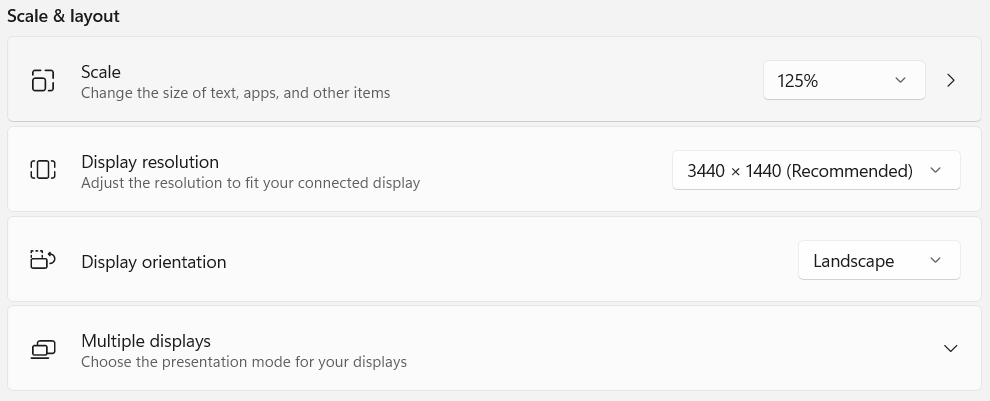 Scale & layout
Scale
Change the size of text, apps, and other items
125%
Display resolution
Adjust the resolution to fit your connected display
3440 × 1440 (Recommended)
Display orientation
Landscape
Multiple displays
Choose the presentation mode for your displays